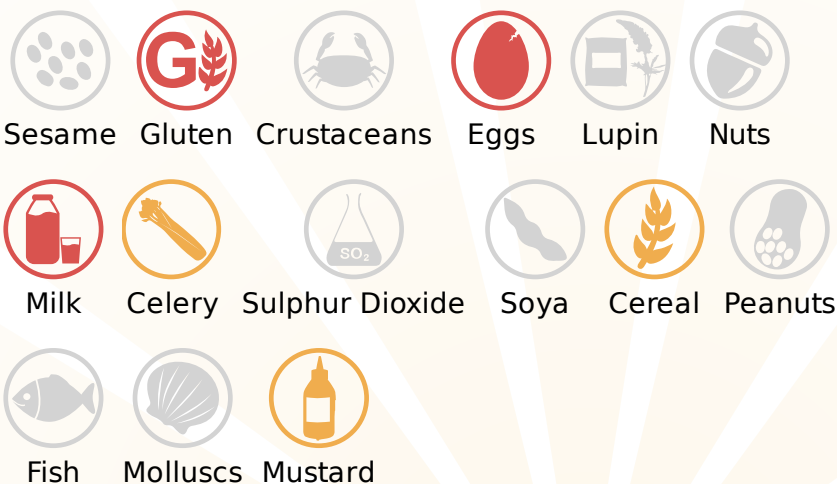 G
Sesame Gluten Crustaceans Eggs Lupin Nuts
SO₂
Milk Celery Sulphur Dioxide Soya Cereal Peanuts
Fish Molluscs Mustard